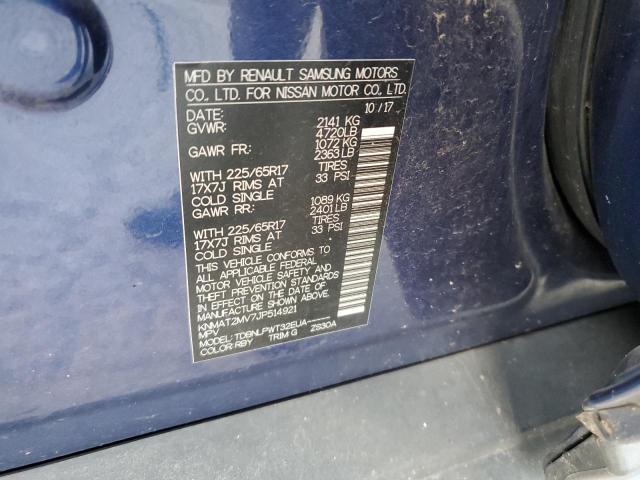 MFD BY RENAULT SAMSUNG MOTORS
CO., LTD. FOR NISSAN MOTOR CO., LTD.
DATE: 10/17
GVWR: 2141 KG
4720LB
GAWR FR: 1072 KG
2363LB
WITH 225/65R17 TIRES
17X7J RIMS AT 33 PSI
COLD SINGLE
GAWR RR: 1089 KG
2401LB
WITH 225/65R17 TIRES
17X7J RIMS AT 33 PSI
COLD SINGLE
THIS VEHICLE CONFORMS TO
ALL APPLICABLE FEDERAL
MOTOR VEHICLE SAFETY AND
THEFT PREVENTION STANDARDS
IN EFFECT ON THE DATE OF
MANUFACTURE SHOWN ABOVE.
KNMAT2MV7JP514921
MPV
MODEL: TDBNLPWT32EUA-----
COLOR:RBY TRIM G ZS30A